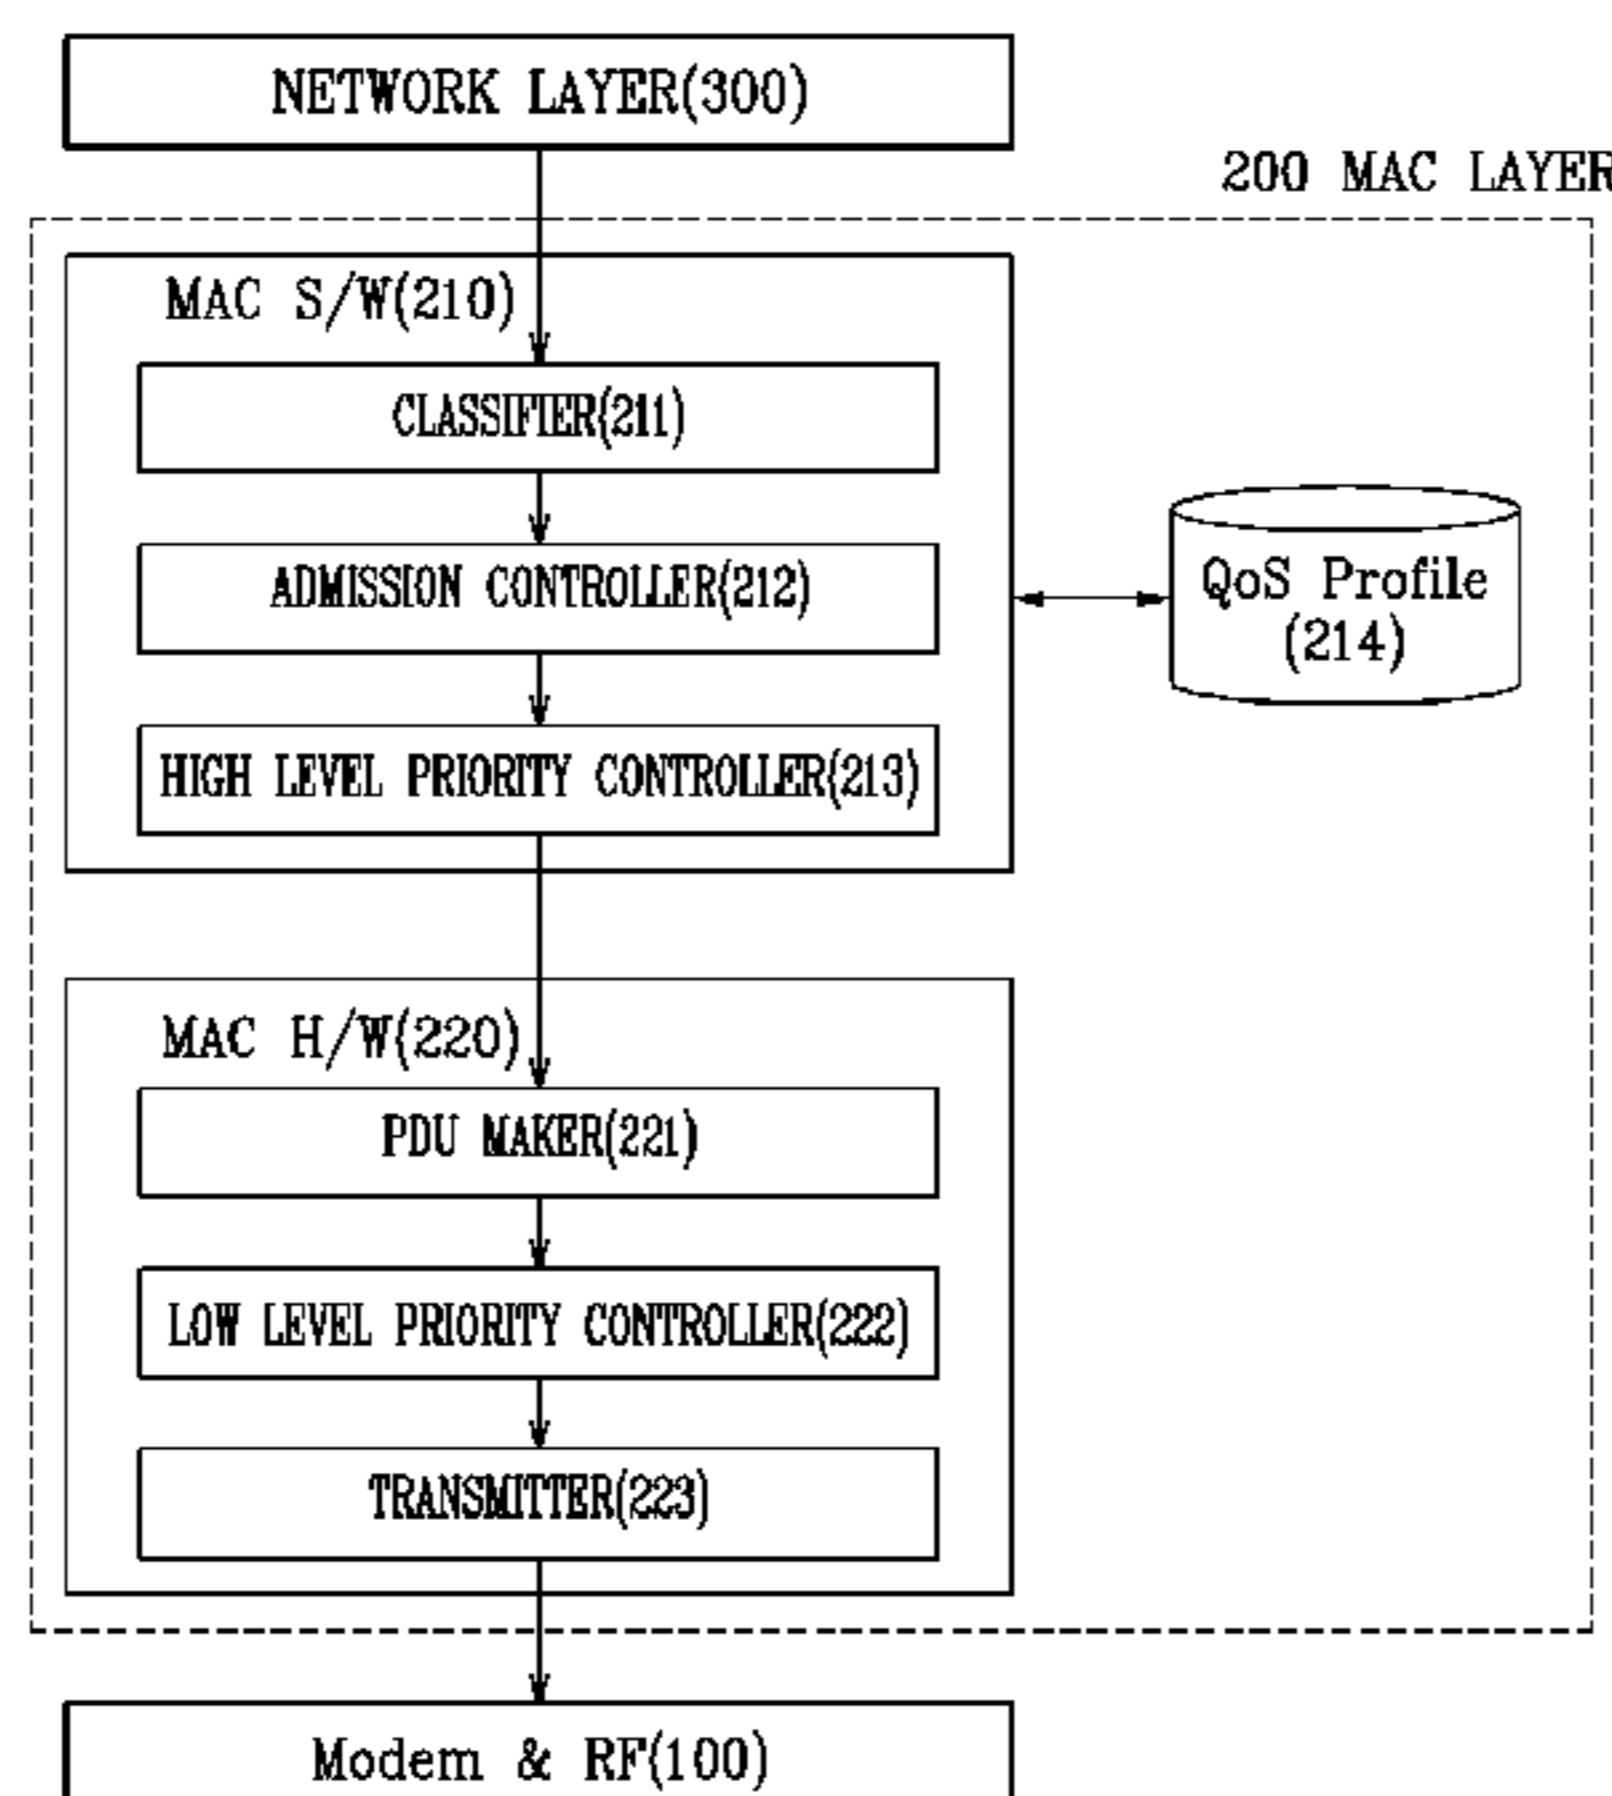 NETWORK LAYER(300)
200 MAC LAYER
MAC S/W(210)
CLASSIFIER(211)
ADMISSION CONTROLLER(212)
QoS Profile
(214)
HIGH LEVEL PRIORITY CONTROLLER(213)
MAC H/W(220)
PDU MAKER(221)
LOW LEVEL PRIORITY CONTROLLER(222)
TRANSMITTER(223)
Modem & RF(100)